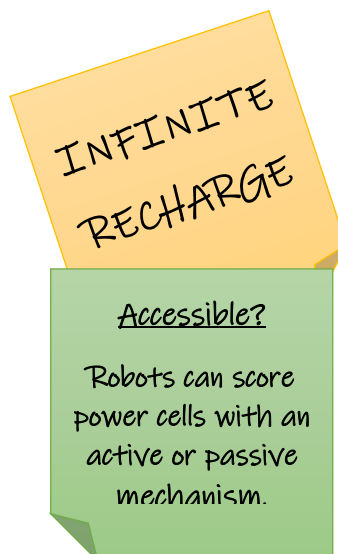 INFINITE
RECHARGE
Accessible?
Robots can score
power cells with an
active or passive
mechanism.